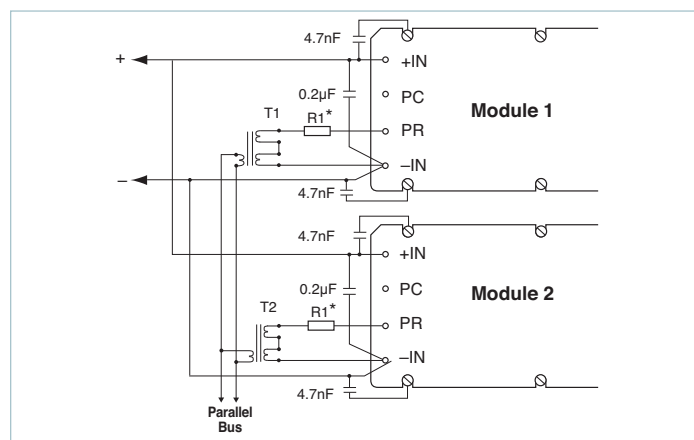 4.7nF
+
+IN
0.2µF
PC
Module 1
T1
R1*
PR
–IN
–
4.7nF
4.7nF
+IN
0.2µF
PC
Module 2
T2
R1*
PR
–IN
4.7nF
Parallel
Bus